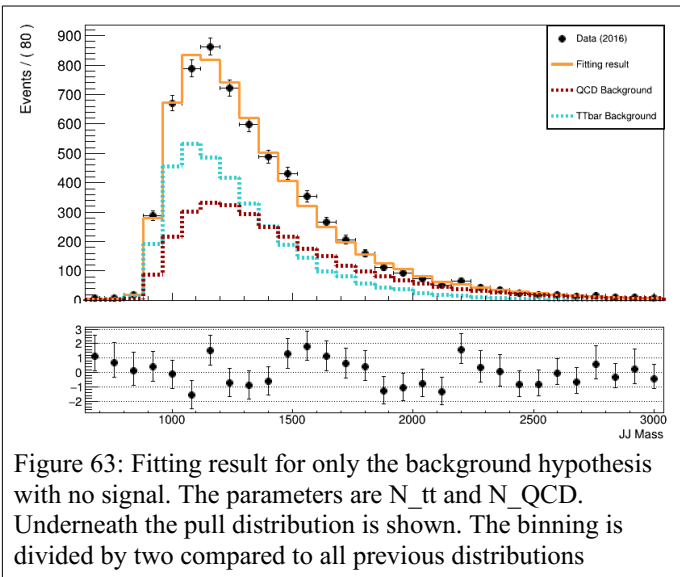 Events / ( 80 )
900
800
700
600
500
400
300
200
100
0
Data (2016)
Fitting result
QCD Background
TTbar Background
3
2
1
0
−1
−2
1000 1500 2000 2500 3000
JJ Mass
Figure 63: Fitting result for only the background hypothesis
with no signal. The parameters are N_tt and N_QCD.
Underneath the pull distribution is shown. The binning is
divided by two compared to all previous distributions